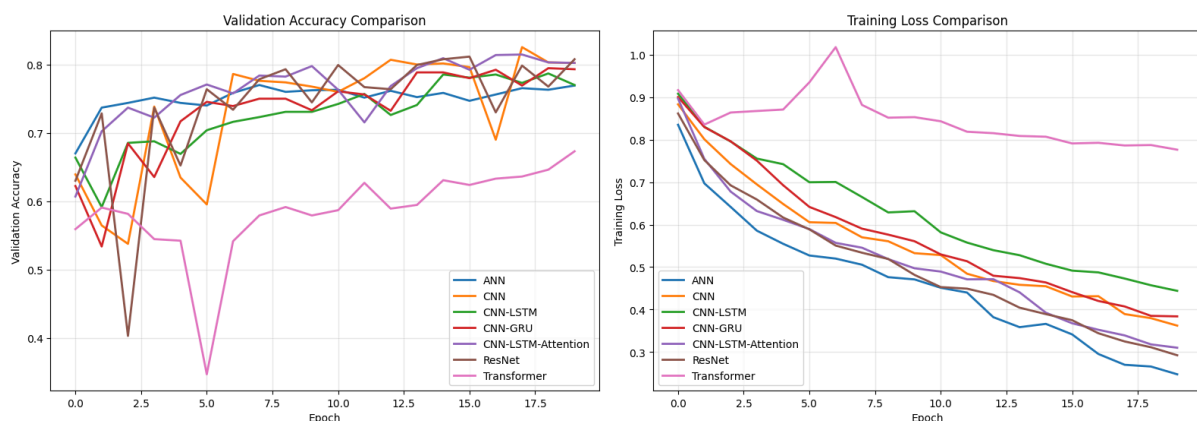 Validation Accuracy Comparison
Validation Accuracy
0.8
0.7
0.6
0.5
0.4
ANN
CNN
CNN-LSTM
CNN-GRU
CNN-LSTM-Attention
ResNet
Transformer
0.0 2.5 5.0 7.5 10.0 12.5 15.0 17.5
Epoch
Training Loss Comparison
Training Loss
1.0
0.9
0.8
0.7
0.6
0.5
0.4
0.3
ANN
CNN
CNN-LSTM
CNN-GRU
CNN-LSTM-Attention
ResNet
Transformer
0.0 2.5 5.0 7.5 10.0 12.5 15.0 17.5
Epoch